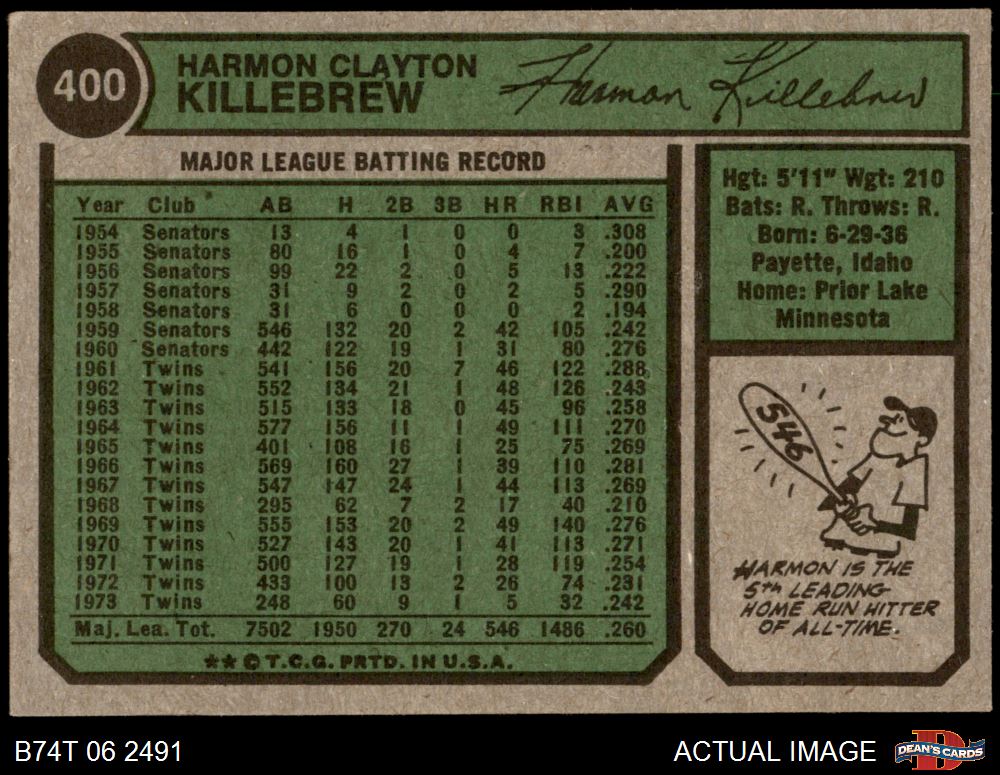 400
HARMON CLAYTON
KILLEBREW
Harmon Killebrew
MAJOR LEAGUE BATTING RECORD
Year Club AB H 2B 3B HR RBI AVG
1954 Senators 13 4 1 0 0 3 .308
1955 Senators 80 16 1 0 4 7 .200
1956 Senators 99 22 2 0 5 13 .222
1957 Senators 31 9 2 0 2 5 .290
1958 Senators 31 6 0 0 0 2 .194
1959 Senators 546 132 20 2 42 105 .242
1960 Senators 442 122 19 1 31 80 .276
1961 Twins 541 156 20 7 46 122 .288
1962 Twins 552 134 21 1 48 126 .243
1963 Twins 515 133 18 0 45 96 .258
1964 Twins 577 156 11 1 49 111 .270
1965 Twins 401 108 16 1 25 75 .269
1966 Twins 569 160 27 1 39 110 .281
1967 Twins 547 147 24 1 44 113 .269
1968 Twins 295 62 7 2 17 40 .210
1969 Twins 555 153 20 2 49 140 .276
1970 Twins 527 143 20 1 41 113 .271
1971 Twins 500 127 19 1 28 119 .254
1972 Twins 433 100 13 2 26 74 .231
1973 Twins 248 60 9 1 5 32 .242
Maj. Lea. Tot. 7502 1950 270 24 546 1486 .260
★★ © T.C.G. PRTD. IN U.S.A.
Hgt: 5'11" Wgt: 210
Bats: R. Throws: R.
Born: 6-29-36
Payette, Idaho
Home: Prior Lake
Minnesota
546
HARMON IS THE
5TH LEADING
HOME RUN HITTER
OF ALL-TIME.
B74T 06 2491
ACTUAL IMAGE
D
DEAN'S CARDS